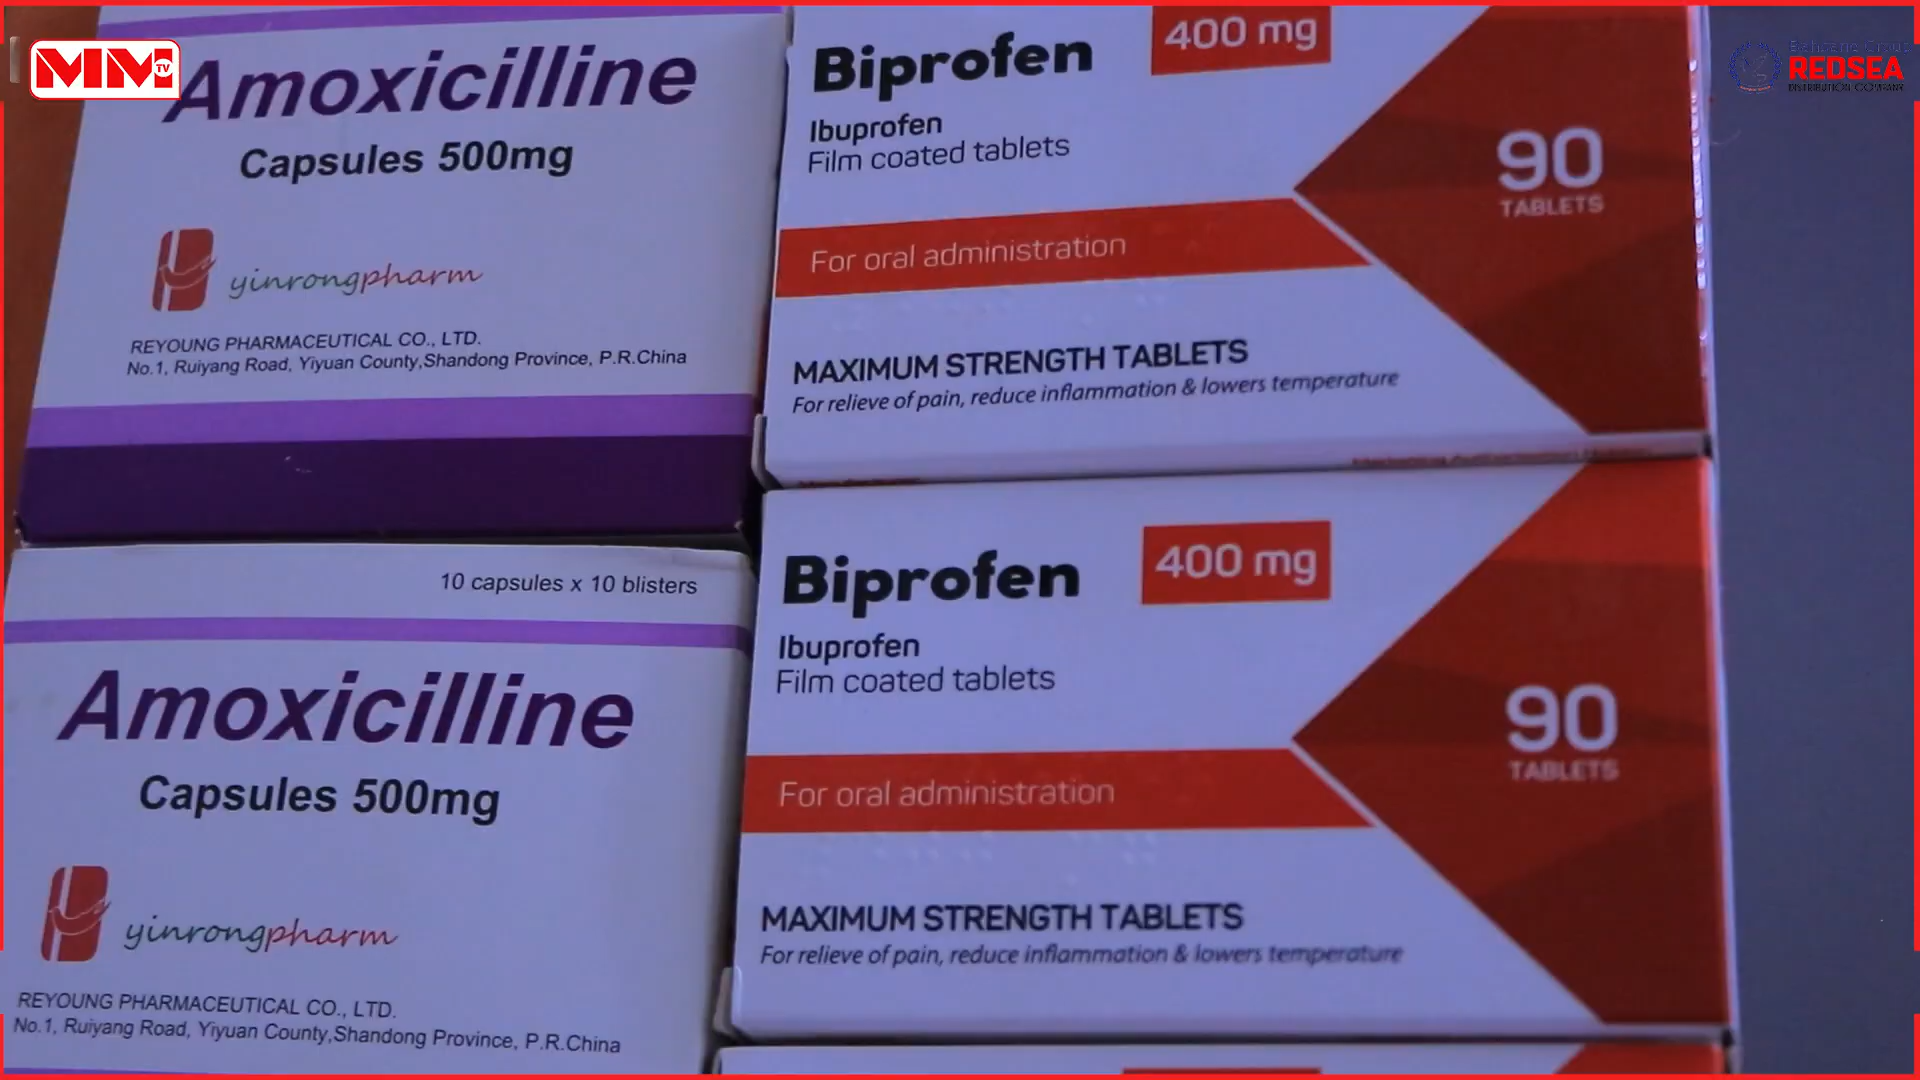 MM TV
Amoxicilline
Capsules 500mg
yinrongpharm
REYOUNG PHARMACEUTICAL CO., LTD.
No.1, Ruiyang Road, Yiyuan County,Shandong Province, P.R.China
Biprofen
400 mg
Ibuprofen
Film coated tablets
90
TABLETS
For oral administration
MAXIMUM STRENGTH TABLETS
For relieve of pain, reduce inflammation & lowers temperature
REDSEA
DISTRIBUTION COMPANY
10 capsules x 10 blisters
Amoxicilline
Capsules 500mg
yinrongpharm
REYOUNG PHARMACEUTICAL CO., LTD.
No.1, Ruiyang Road, Yiyuan County,Shandong Province, P.R.China
Biprofen
400 mg
Ibuprofen
Film coated tablets
90
TABLETS
For oral administration
MAXIMUM STRENGTH TABLETS
For relieve of pain, reduce inflammation & lowers temperature